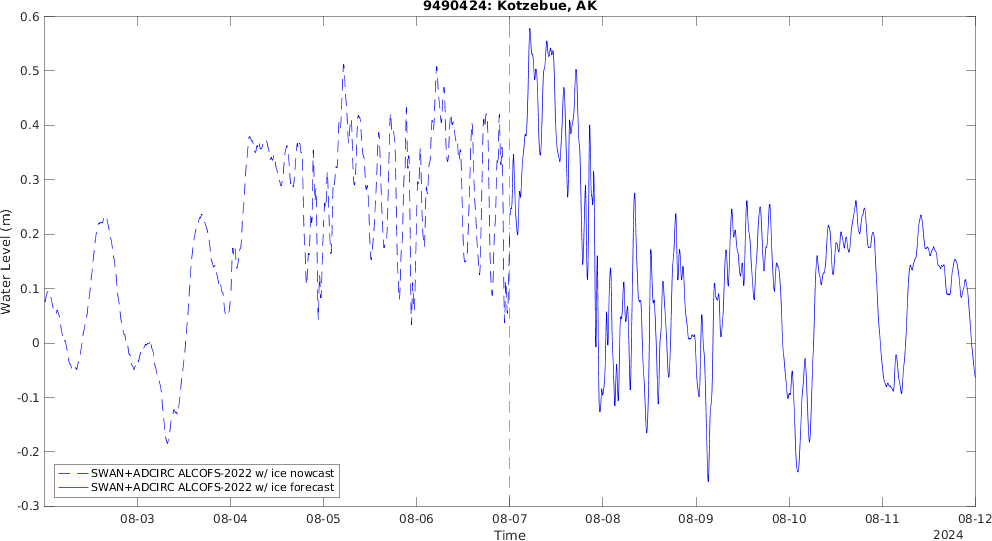 9490424: Kotzebue, AK
0.6
0.5
0.4
0.3
0.2
0.1
0
-0.1
-0.2
-0.3
Water Level (m)
SWAN+ADCIRC ALCOFS-2022 w/ ice nowcast
SWAN+ADCIRC ALCOFS-2022 w/ ice forecast
08-03 08-04 08-05 08-06 08-07 08-08 08-09 08-10 08-11 08-12
Time
2024